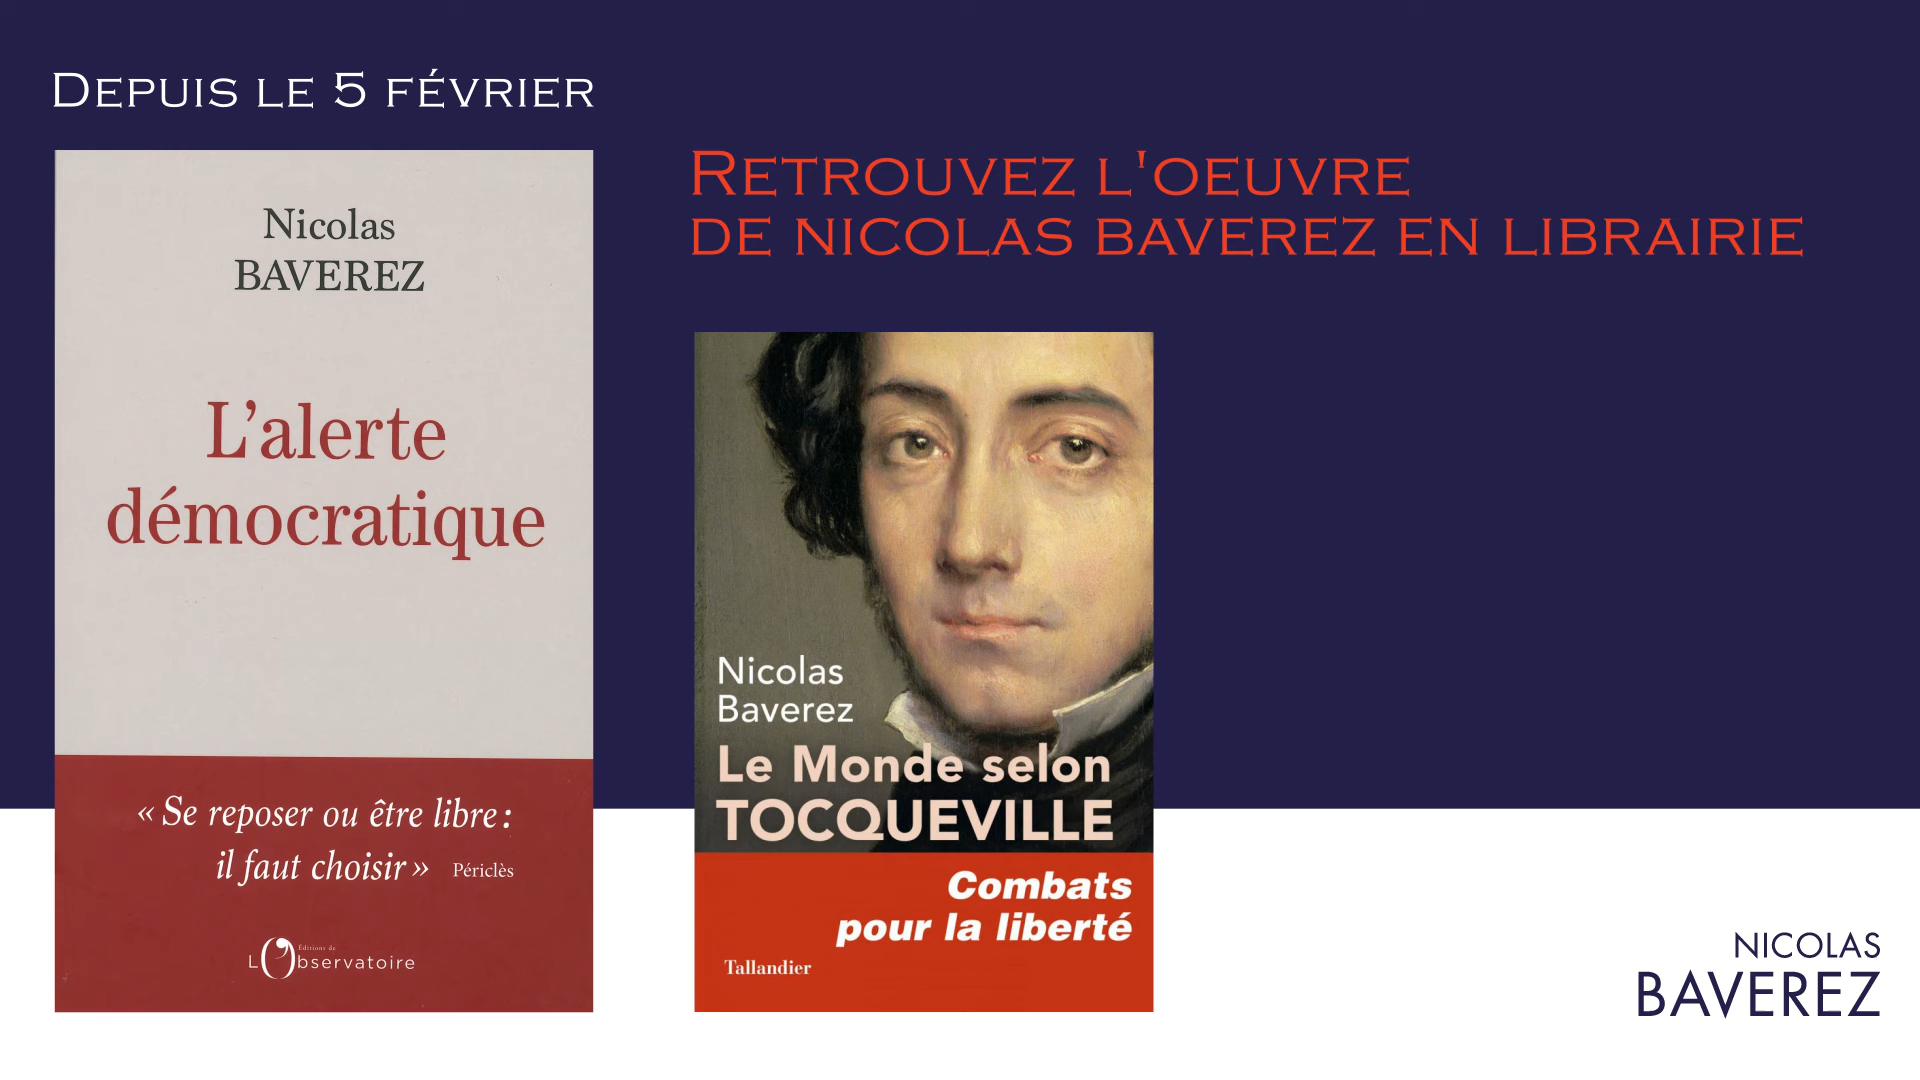 DEPUIS LE 5 FÉVRIER
Nicolas
BAVEREZ
L’alerte
démocratique
« Se reposer ou être libre :
il faut choisir » Périclès
Éditions de
L'Observatoire
RETROUVEZ L'OEUVRE
DE NICOLAS BAVEREZ EN LIBRAIRIE
Nicolas
Baverez
Le Monde selon
TOCQUEVILLE
Combats
pour la liberté
Tallandier
NICOLAS
BAVEREZ